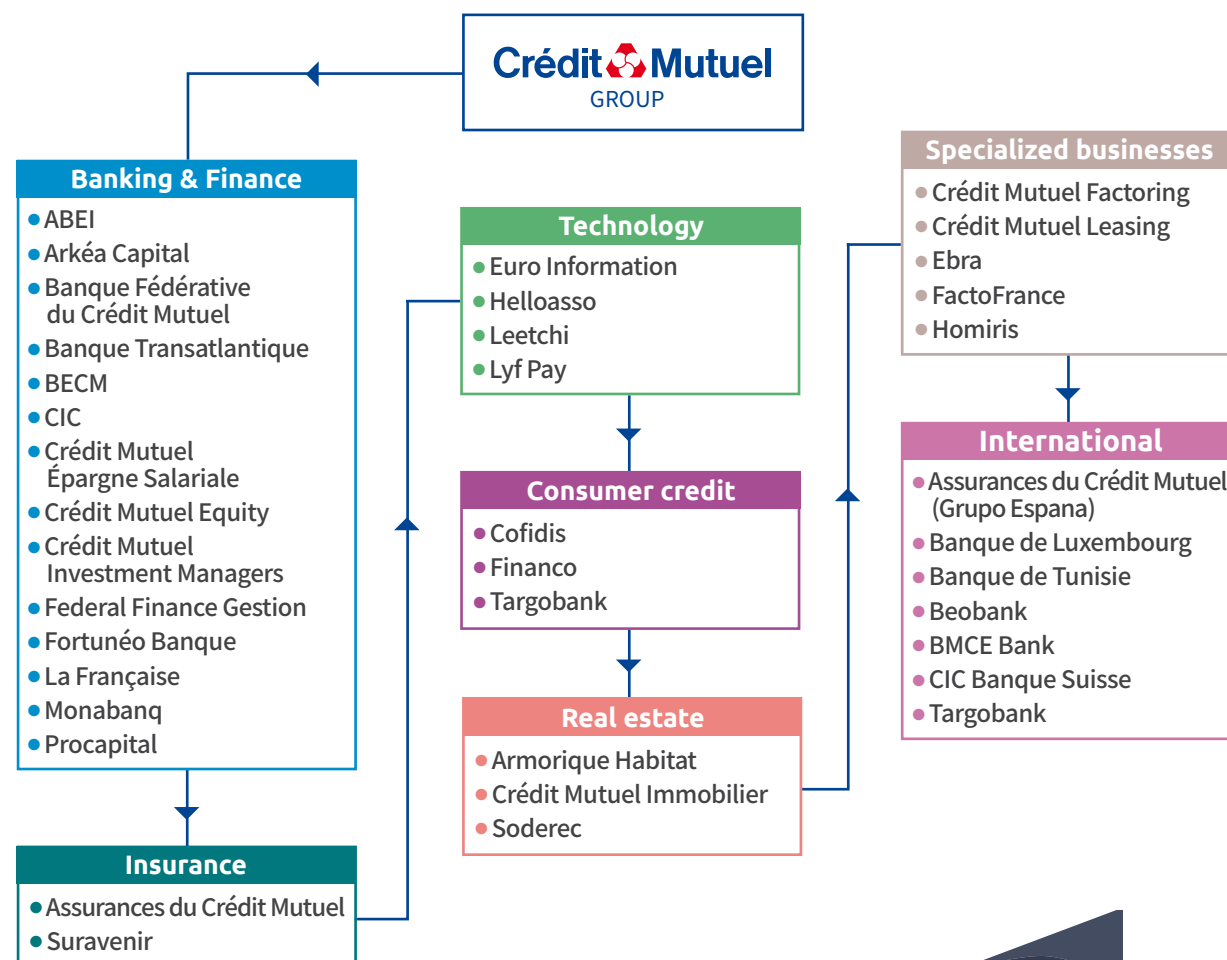 Crédit Mutuel
GROUP
Banking & Finance
ABEI
Arkéa Capital
Banque Fédérative
du Crédit Mutuel
Banque Transatlantique
BECM
CIC
Crédit Mutuel
Épargne Salariale
Crédit Mutuel Equity
Crédit Mutuel
Investment Managers
Federal Finance Gestion
Fortunéo Banque
La Française
Monabanq
Procapital
Insurance
Assurances du Crédit Mutuel
Suravenir
Technology
Euro Information
Helloasso
Leetchi
Lyf Pay
Consumer credit
Cofidis
Financo
Targobank
Real estate
Armorique Habitat
Crédit Mutuel Immobilier
Soderec
Specialized businesses
Crédit Mutuel Factoring
Crédit Mutuel Leasing
Ebra
FactoFrance
Homiris
International
Assurances du Crédit Mutuel
(Grupo Espana)
Banque de Luxembourg
Banque de Tunisie
Beobank
BMCE Bank
CIC Banque Suisse
Targobank